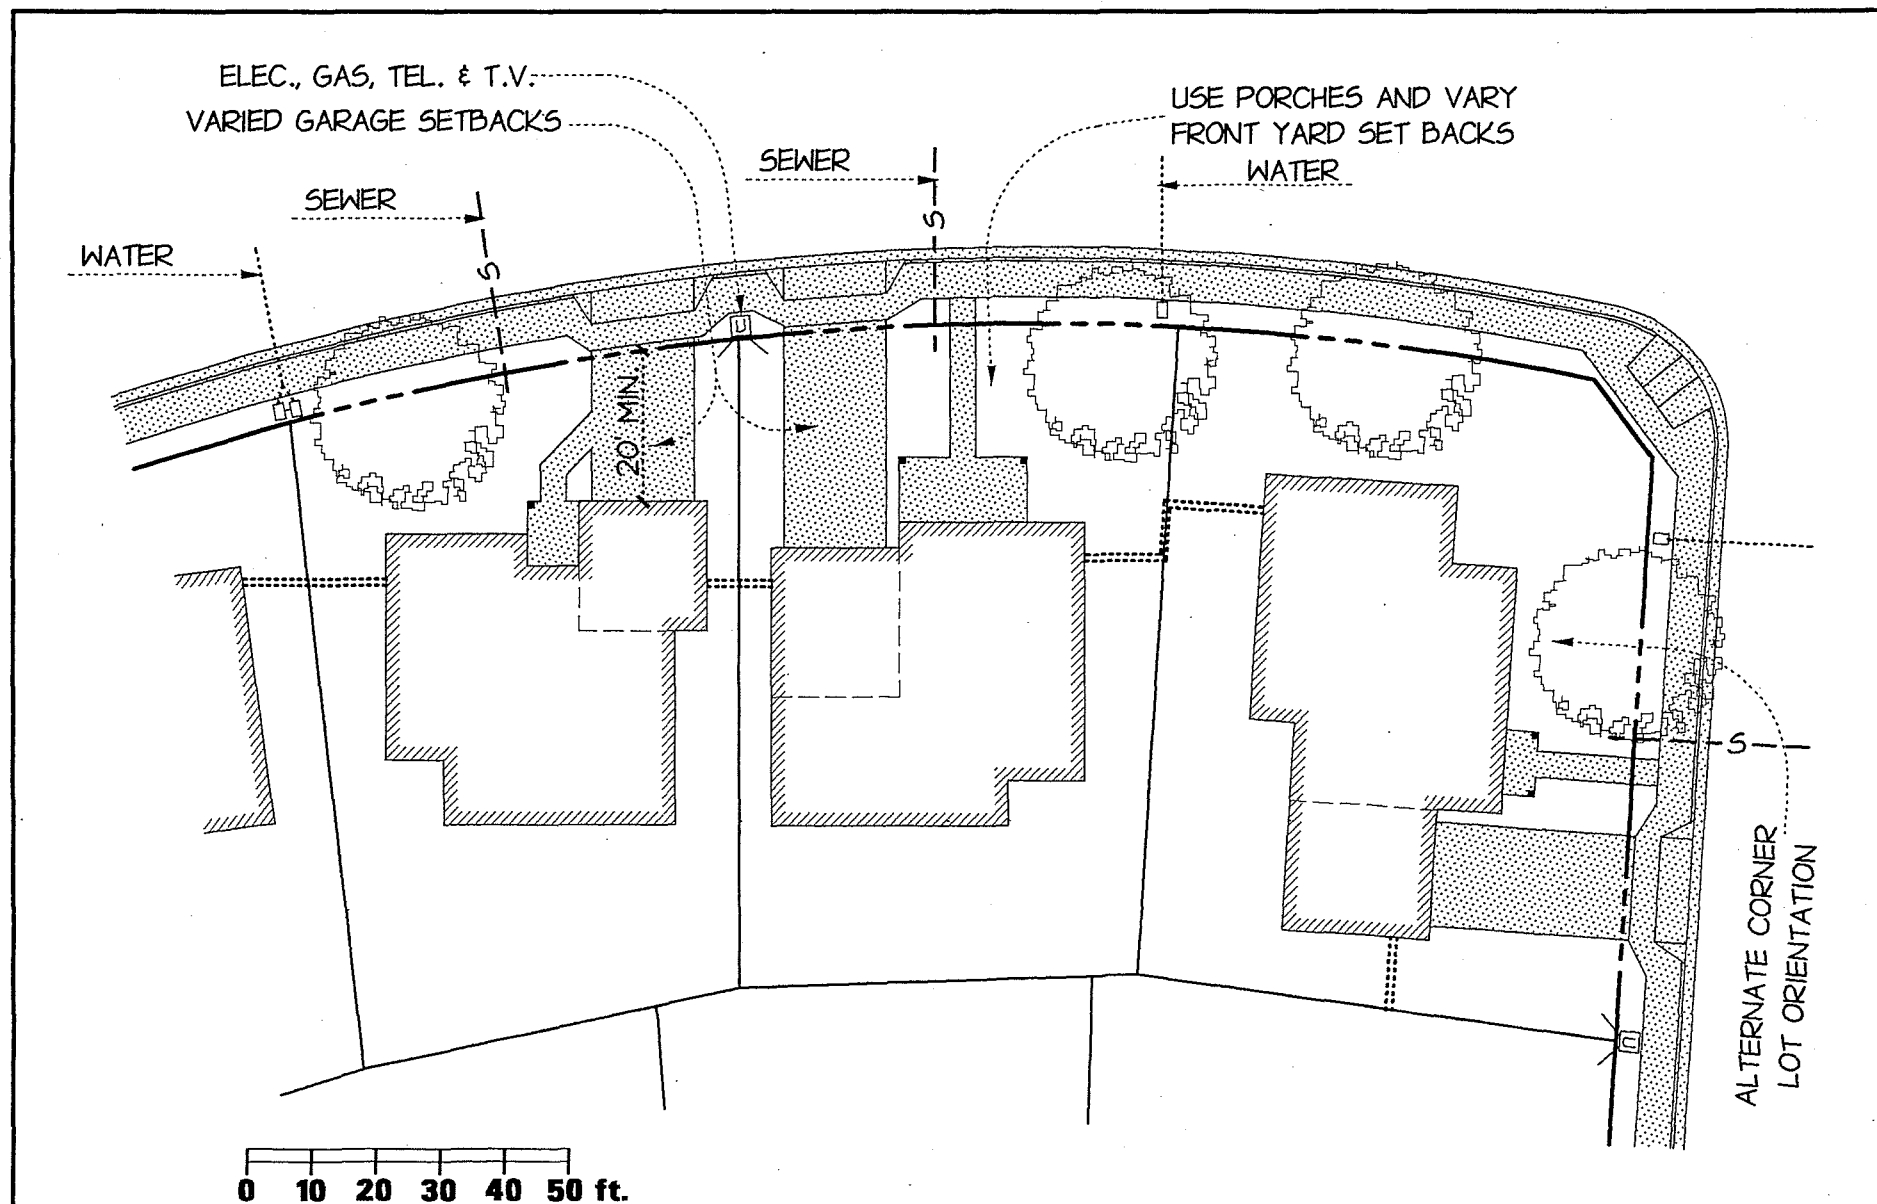 ELEC., GAS, TEL. & T.V.
VARIED GARAGE SETBACKS
USE PORCHES AND VARY
FRONT YARD SET BACKS
SEWER
WATER
SEWER
WATER
S
S
U
20 MIN.
S
ALTERNATE CORNER
LOT ORIENTATION
U
0 10 20 30 40 50 ft.